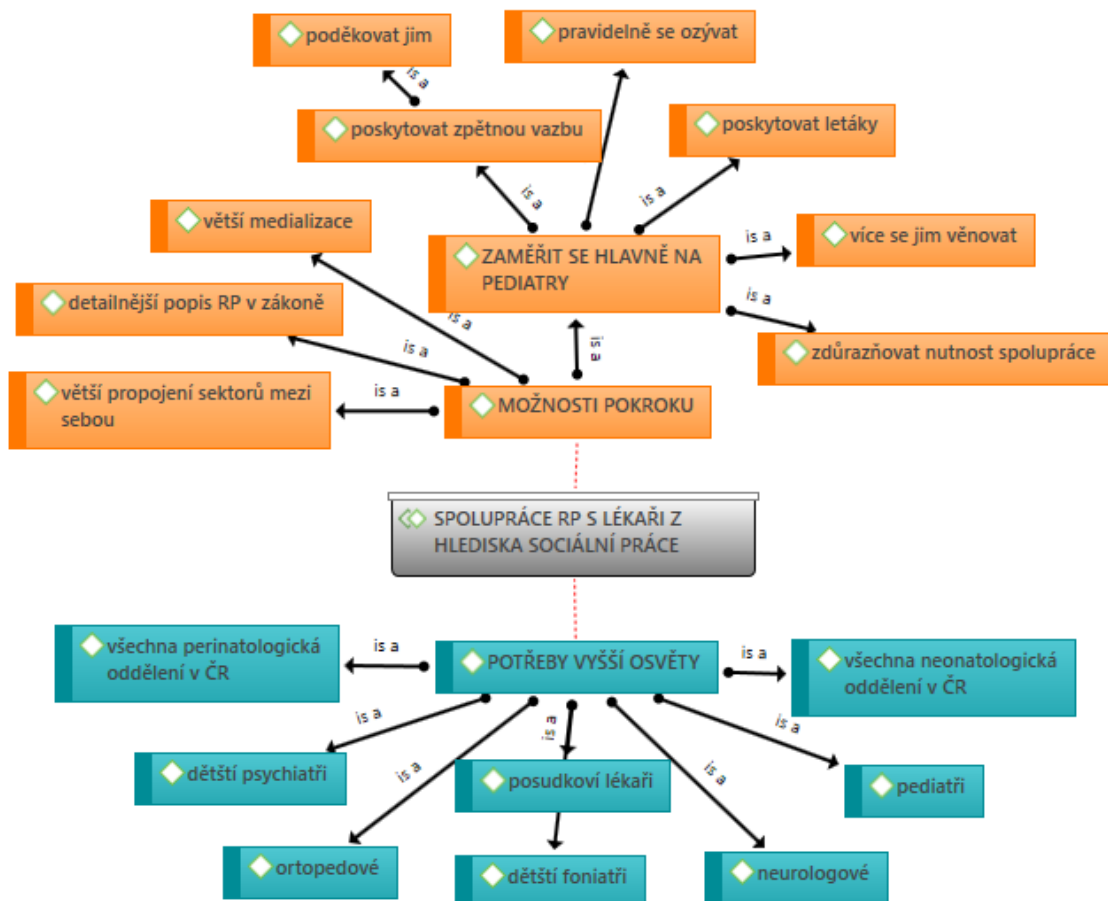 poděkovat jim
pravidelně se ozývat
is a
poskytovat zpětnou vazbu
poskytovat letáky
is a
is a
větší medializace
ZAMĚŘIT SE HLAVNĚ NA
PEDIATRY
is a
více se jim věnovat
detailnější popis RP v zákoně
is a
is a
is a
is a
zdůrazňovat nutnost spolupráce
větší propojení sektorů mezi
sebou
is a
MOŽNOSTI POKROKU
SPOLUPRÁCE RP S LÉKAŘI Z
HLEDISKA SOCIÁLNÍ PRÁCE
všechna perinatologická
oddělení v ČR
is a
POTŘEBY VYŠŠÍ OSVĚTY
is a
všechna neonatologická
oddělení v ČR
is a
is a
is a
is a
is a
dětští psychiatři
posudkoví lékaři
pediatři
ortopedové
dětští foniatři
neurologové